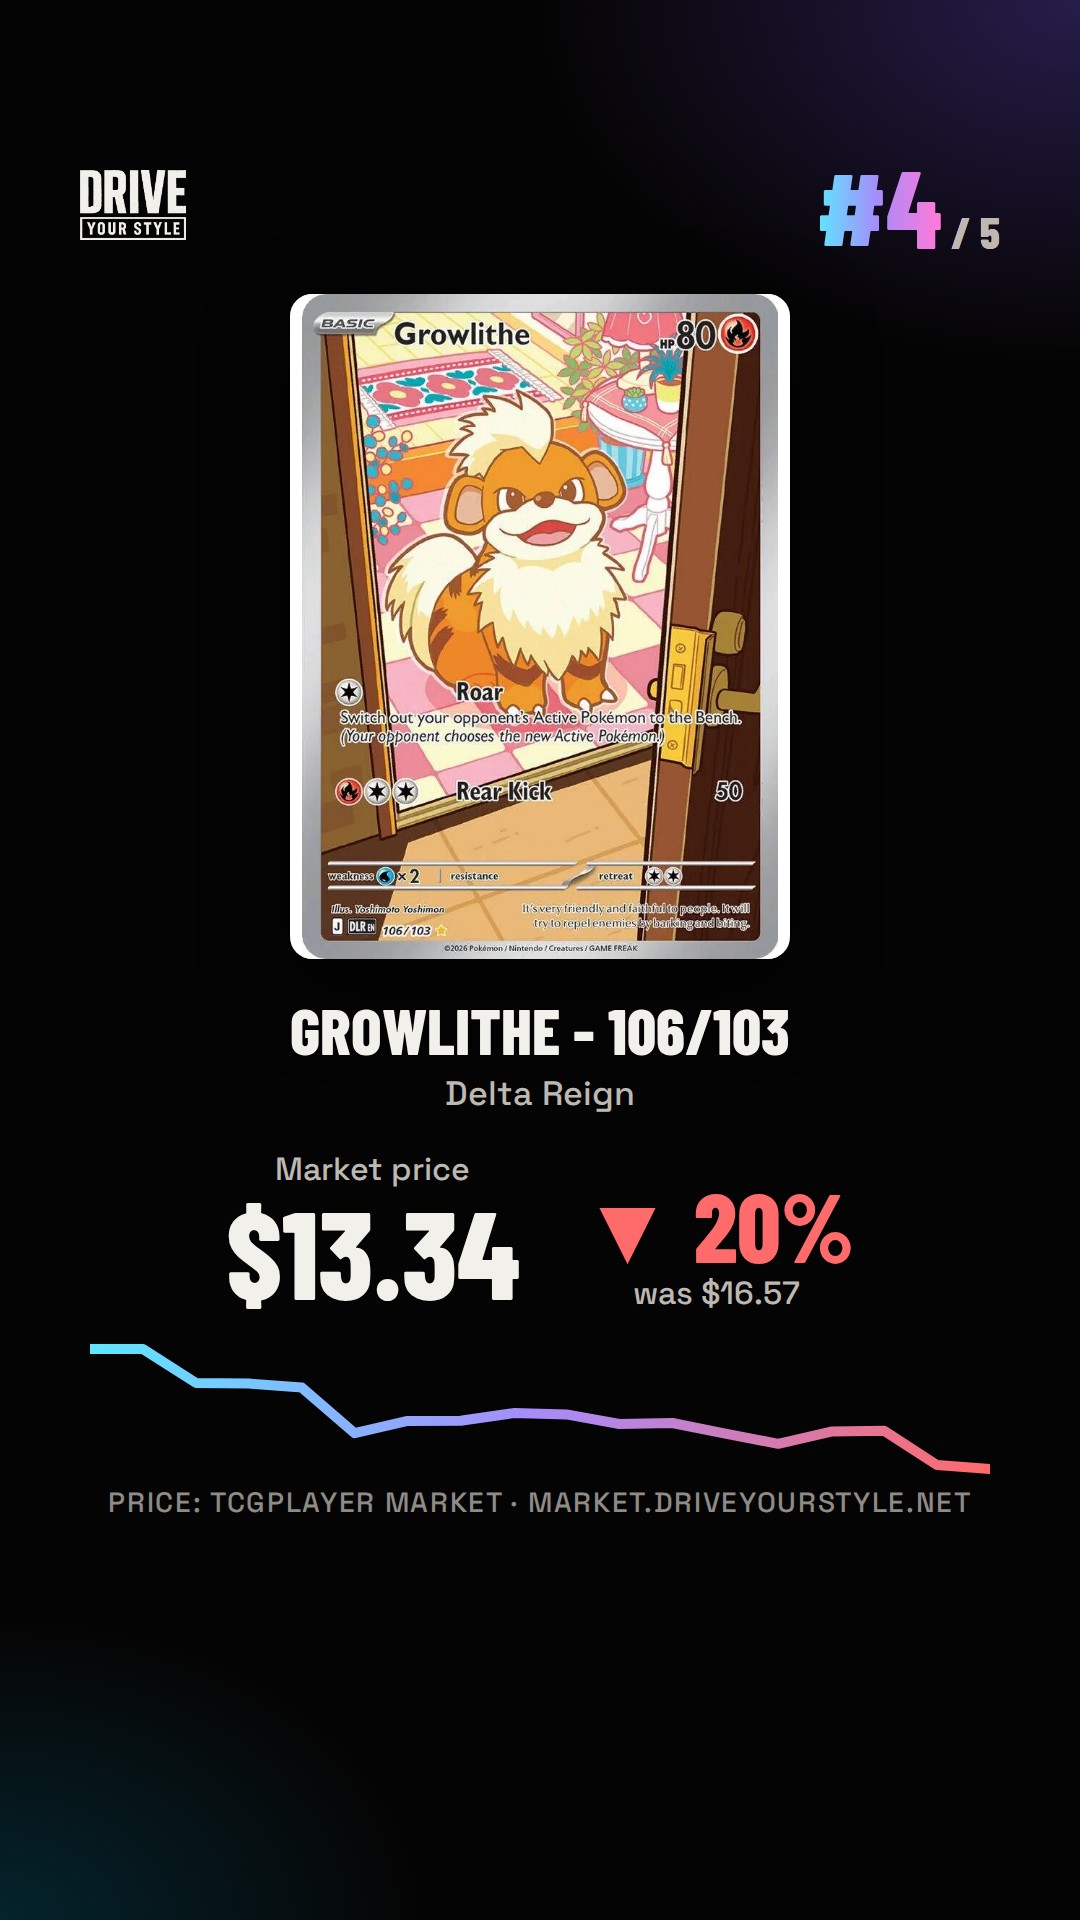 DRIVE
YOUR STYLE
#4 / 5
BASIC
Growlithe
HP 80
Roar
Switch out your opponent's Active Pokémon to the Bench.
(Your opponent chooses the new Active Pokémon.)
Rear Kick 50
weakness ×2 resistance retreat
Illus. Yoshimoto Yoshimon
It's very friendly and faithful to people. It will
try to repel enemies by barking and biting.
J DLR EN 106/103
©2026 Pokémon / Nintendo / Creatures / GAME FREAK
GROWLITHE - 106/103
Delta Reign
Market price
$13.34
▼ 20%
was $16.57
PRICE: TCGPLAYER MARKET · MARKET.DRIVEYOURSTYLE.NET